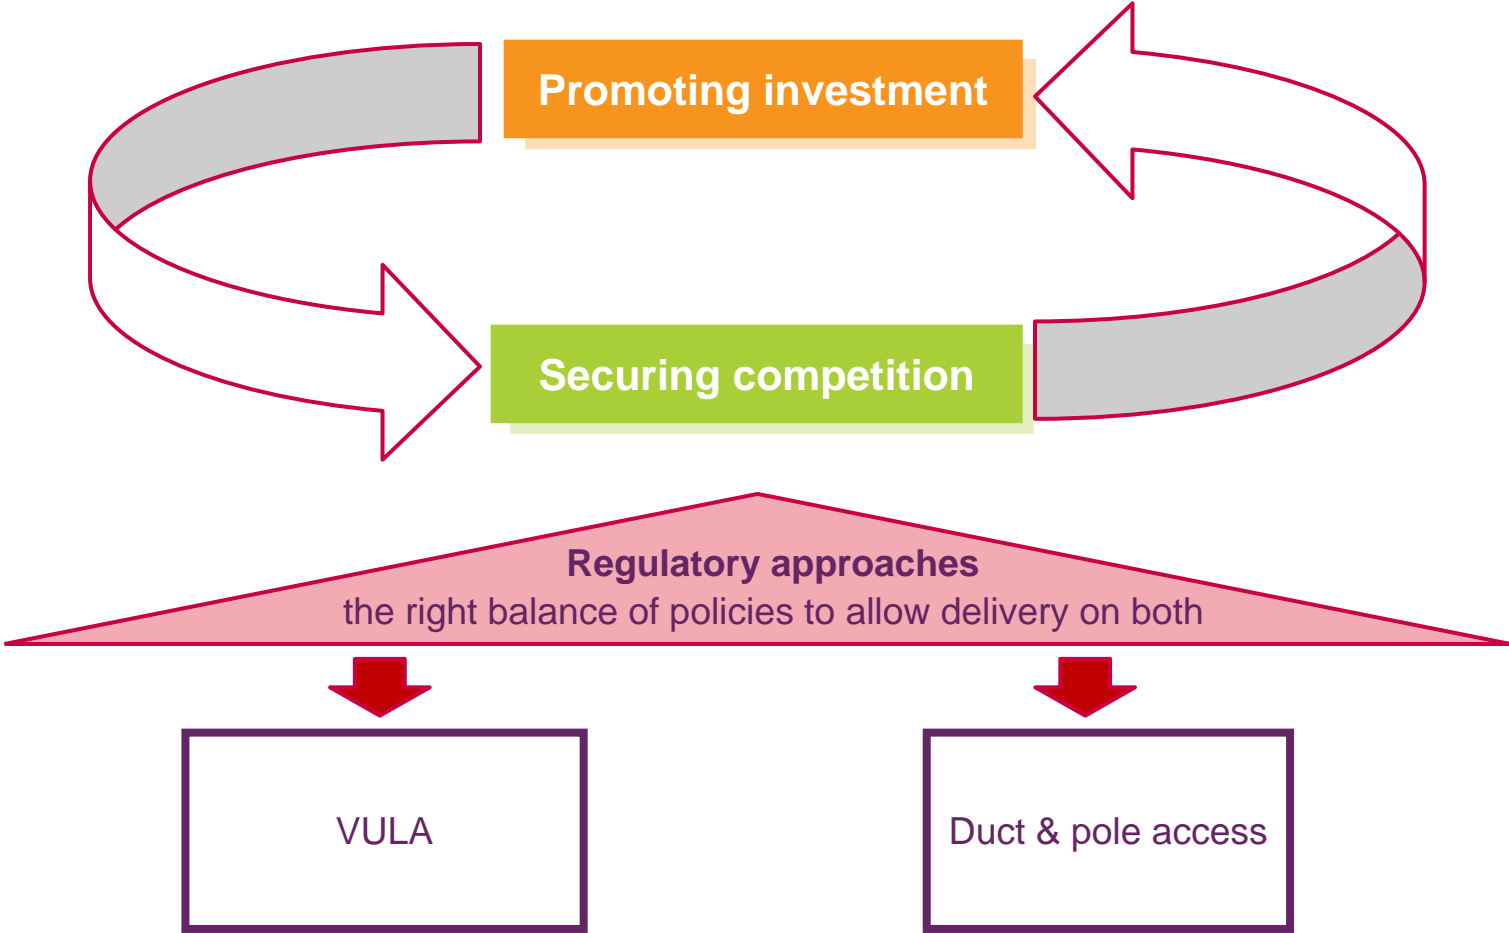 Promoting investment
Securing competition
Regulatory approaches
the right balance of policies to allow delivery on both
VULA
Duct & pole access